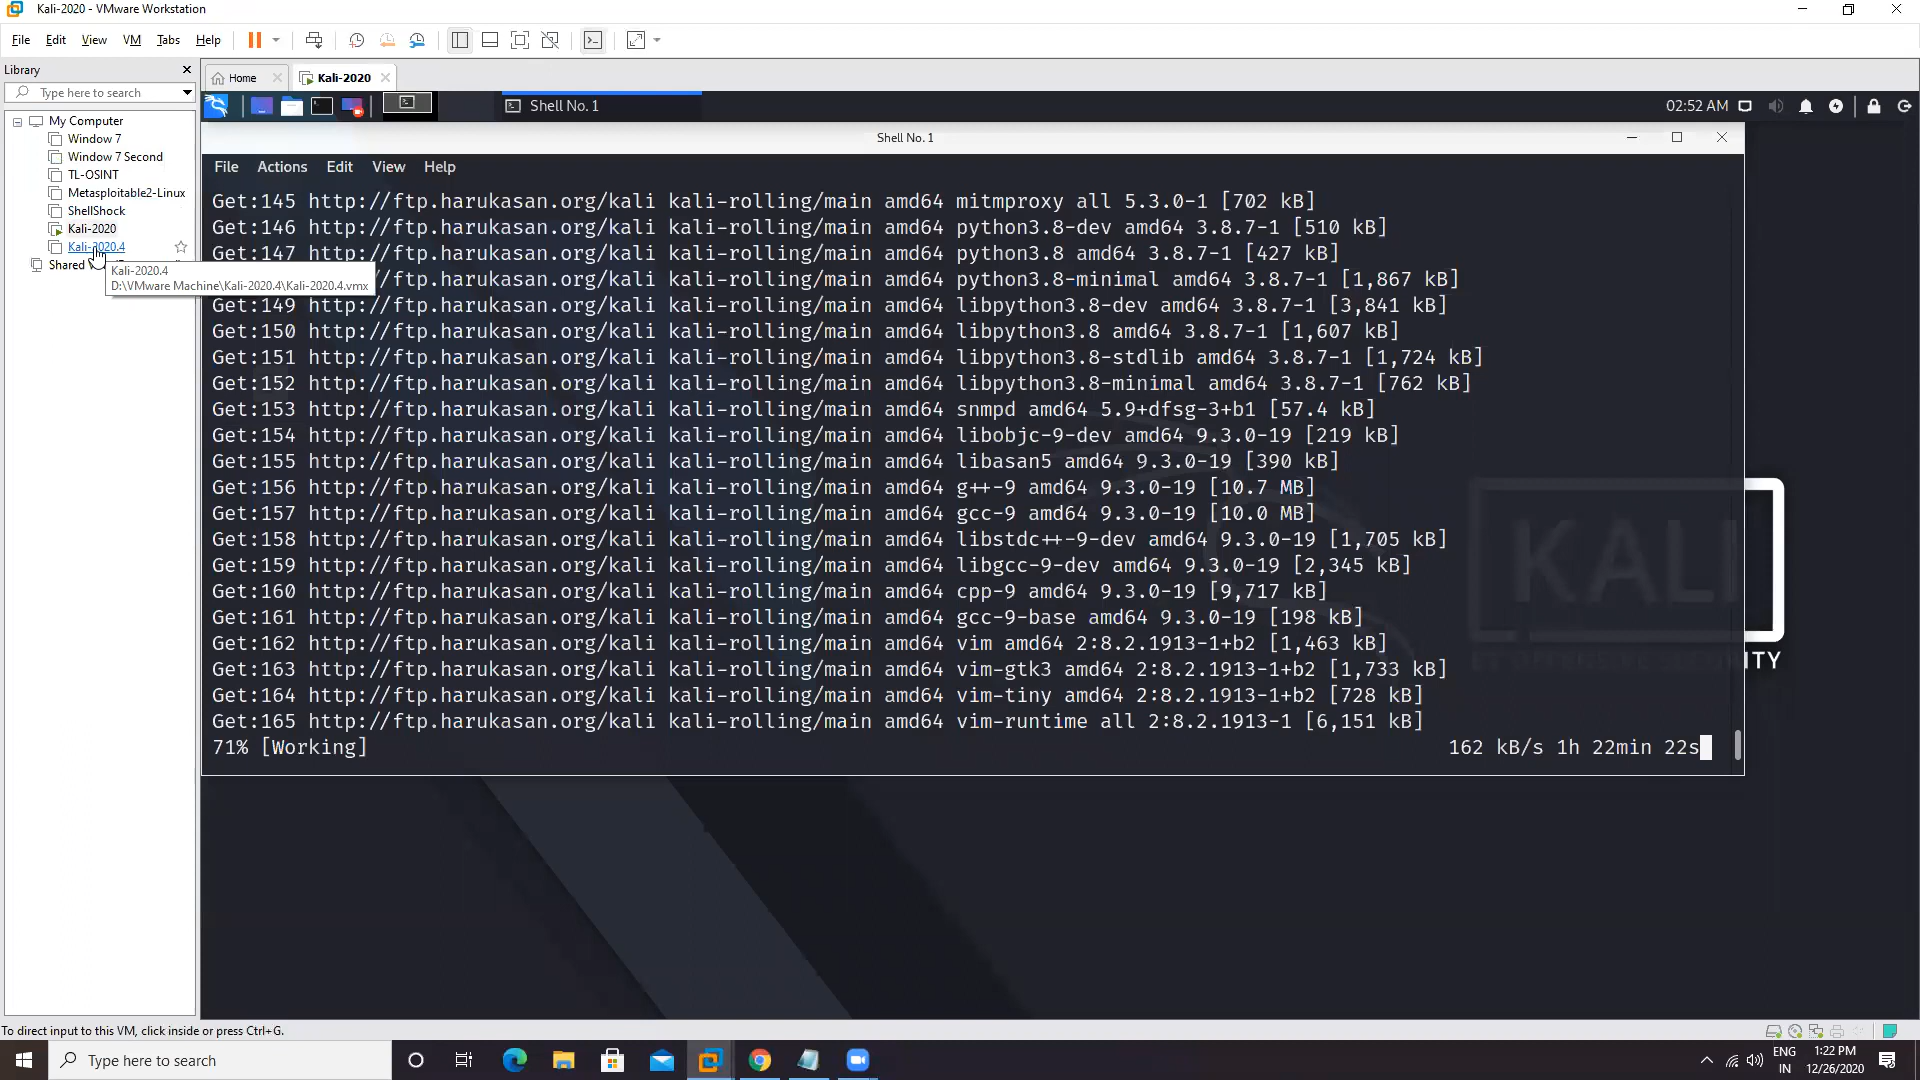 Kali-2020 - VMware Workstation
File Edit View VM Tabs Help
Library
Type here to search
My Computer
Window 7
Window 7 Second
TL-OSINT
Metasploitable2-Linux
ShellShock
Kali-2020
Kali-2020.4
Shared
Kali-2020.4
D:\VMware Machine\Kali-2020.4\Kali-2020.4.vmx
Home Kali-2020
Shell No. 1
02:52 AM
Shell No. 1
File Actions Edit View Help
Get:145 http://ftp.harukasan.org/kali kali-rolling/main amd64 mitmproxy all 5.3.0-1 [702 kB]
Get:146 http://ftp.harukasan.org/kali kali-rolling/main amd64 python3.8-dev amd64 3.8.7-1 [510 kB]
Get:147 http://ftp.harukasan.org/kali kali-rolling/main amd64 python3.8 amd64 3.8.7-1 [427 kB]
//ftp.harukasan.org/kali kali-rolling/main amd64 python3.8-minimal amd64 3.8.7-1 [1,867 kB]
Get:149 http://ftp.harukasan.org/kali kali-rolling/main amd64 libpython3.8-dev amd64 3.8.7-1 [3,841 kB]
Get:150 http://ftp.harukasan.org/kali kali-rolling/main amd64 libpython3.8 amd64 3.8.7-1 [1,607 kB]
Get:151 http://ftp.harukasan.org/kali kali-rolling/main amd64 libpython3.8-stdlib amd64 3.8.7-1 [1,724 kB]
Get:152 http://ftp.harukasan.org/kali kali-rolling/main amd64 libpython3.8-minimal amd64 3.8.7-1 [762 kB]
Get:153 http://ftp.harukasan.org/kali kali-rolling/main amd64 snmpd amd64 5.9+dfsg-3+b1 [57.4 kB]
Get:154 http://ftp.harukasan.org/kali kali-rolling/main amd64 libobjc-9-dev amd64 9.3.0-19 [219 kB]
Get:155 http://ftp.harukasan.org/kali kali-rolling/main amd64 libasan5 amd64 9.3.0-19 [390 kB]
Get:156 http://ftp.harukasan.org/kali kali-rolling/main amd64 g++-9 amd64 9.3.0-19 [10.7 MB]
Get:157 http://ftp.harukasan.org/kali kali-rolling/main amd64 gcc-9 amd64 9.3.0-19 [10.0 MB]
Get:158 http://ftp.harukasan.org/kali kali-rolling/main amd64 libstdc++-9-dev amd64 9.3.0-19 [1,705 kB]
Get:159 http://ftp.harukasan.org/kali kali-rolling/main amd64 libgcc-9-dev amd64 9.3.0-19 [2,345 kB]
Get:160 http://ftp.harukasan.org/kali kali-rolling/main amd64 cpp-9 amd64 9.3.0-19 [9,717 kB]
Get:161 http://ftp.harukasan.org/kali kali-rolling/main amd64 gcc-9-base amd64 9.3.0-19 [198 kB]
Get:162 http://ftp.harukasan.org/kali kali-rolling/main amd64 vim amd64 2:8.2.1913-1+b2 [1,463 kB]
Get:163 http://ftp.harukasan.org/kali kali-rolling/main amd64 vim-gtk3 amd64 2:8.2.1913-1+b2 [1,733 kB]
Get:164 http://ftp.harukasan.org/kali kali-rolling/main amd64 vim-tiny amd64 2:8.2.1913-1+b2 [728 kB]
Get:165 http://ftp.harukasan.org/kali kali-rolling/main amd64 vim-runtime all 2:8.2.1913-1 [6,151 kB]
71% [Working] 162 kB/s 1h 22min 22s
KALI
ITY
To direct input to this VM, click inside or press Ctrl+G.
Type here to search
ENG
IN
1:22 PM
12/26/2020